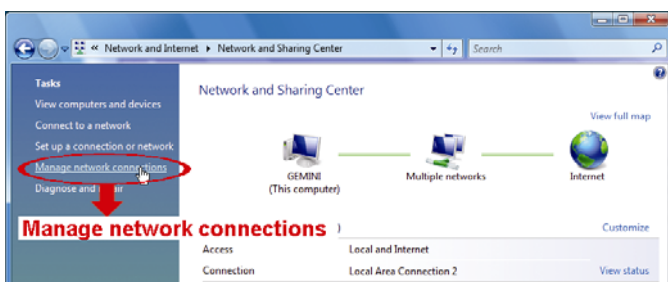 « Network and Internet ▸ Network and Sharing Center
Search
Tasks
View computers and devices
Connect to a network
Set up a connection or network
Manage network connections
Diagnose and repair
Network and Sharing Center
View full map
GEMINI
(This computer)
Multiple networks
Internet
Manage network connections
)
Customize
Access
Local and Internet
Connection
Local Area Connection 2
View status